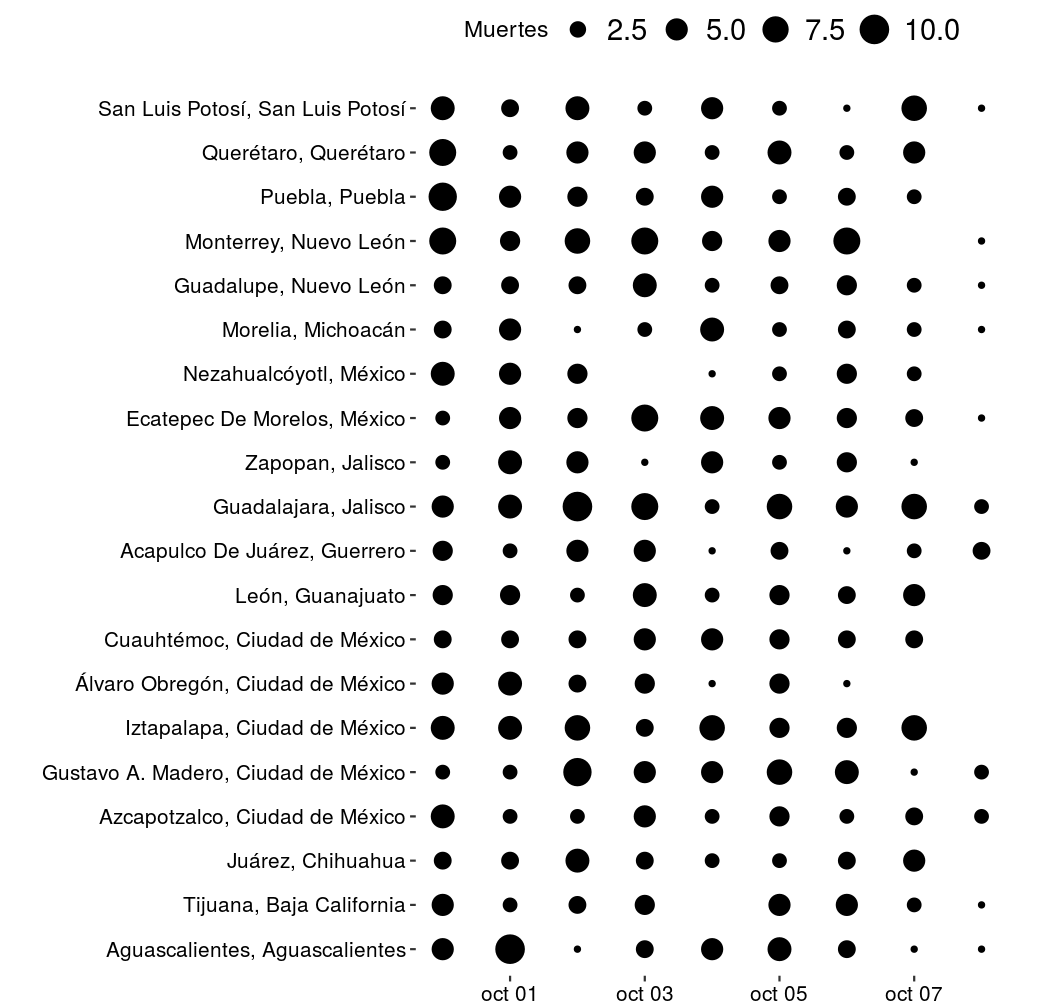 Muertes 2.5 5.0 7.5 10.0
San Luis Potosí, San Luis Potosí
Querétaro, Querétaro
Puebla, Puebla
Monterrey, Nuevo León
Guadalupe, Nuevo León
Morelia, Michoacán
Nezahualcóyotl, México
Ecatepec De Morelos, México
Zapopan, Jalisco
Guadalajara, Jalisco
Acapulco De Juárez, Guerrero
León, Guanajuato
Cuauhtémoc, Ciudad de México
Álvaro Obregón, Ciudad de México
Iztapalapa, Ciudad de México
Gustavo A. Madero, Ciudad de México
Azcapotzalco, Ciudad de México
Juárez, Chihuahua
Tijuana, Baja California
Aguascalientes, Aguascalientes
oct 01 oct 03 oct 05 oct 07